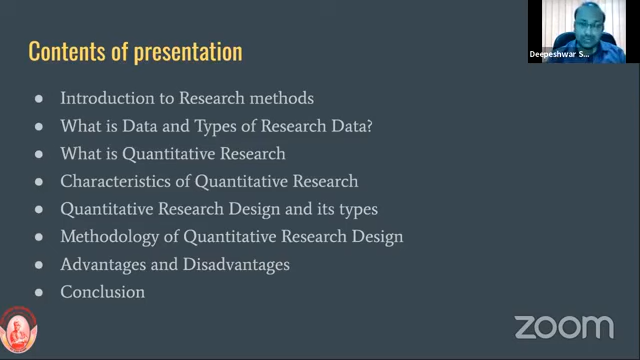 Contents of presentation
Deepeshwar S...
● Introduction to Research methods
● What is Data and Types of Research Data?
● What is Quantitative Research
● Characteristics of Quantitative Research
● Quantitative Research Design and its types
● Methodology of Quantitative Research Design
● Advantages and Disadvantages
● Conclusion
zoom